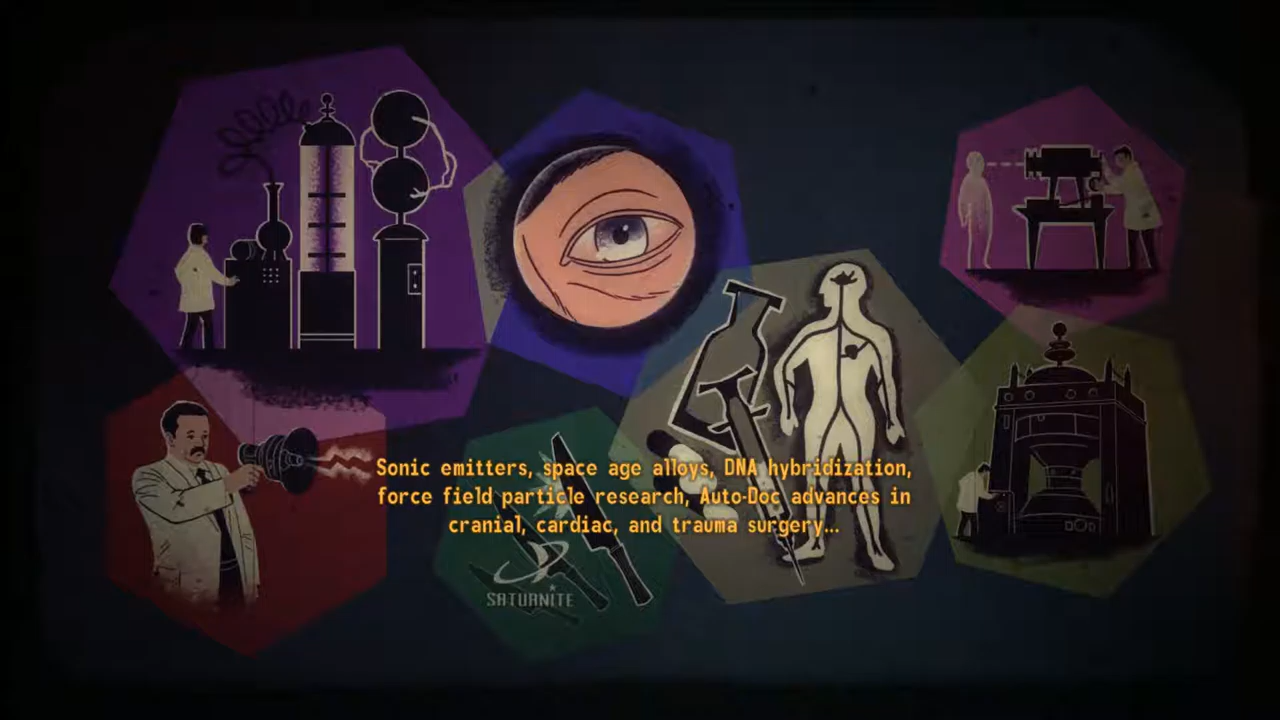 Sonic emitters, space age alloys, DNA hybridization,
force field particle research, Auto-Doc advances in
cranial, cardiac, and trauma surgery...
SATURNITE